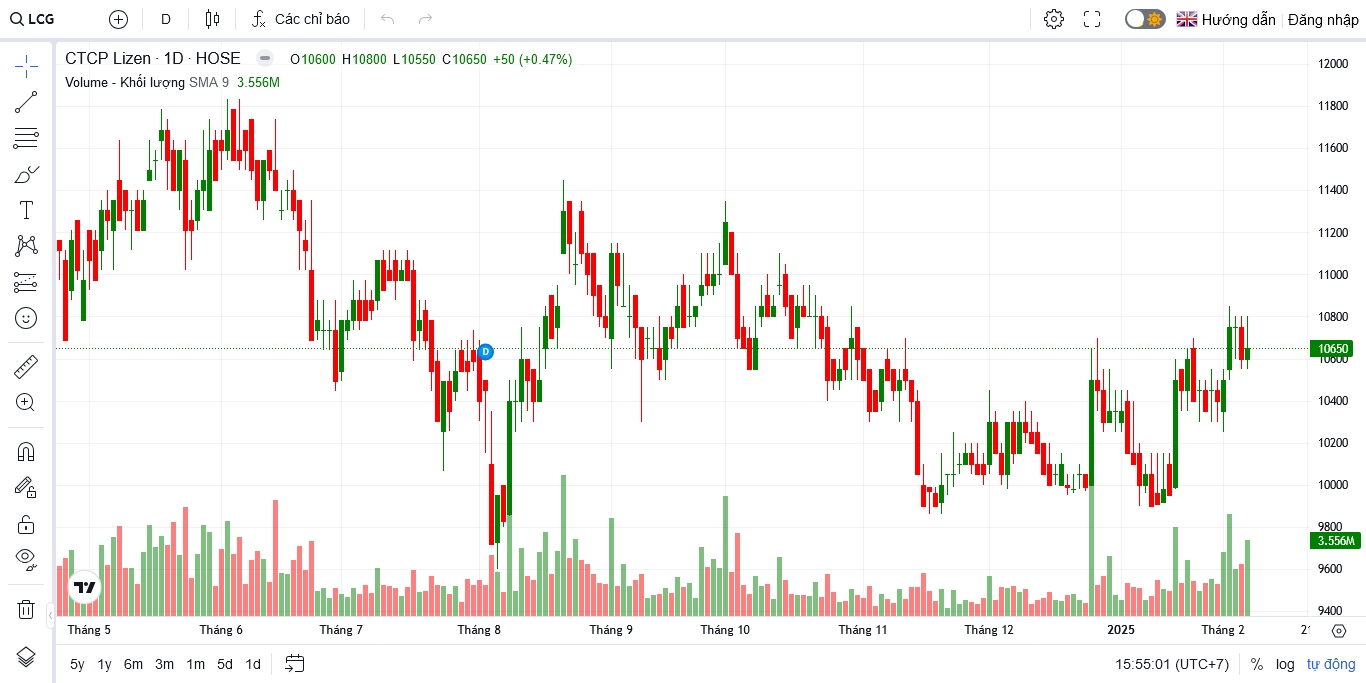 LCG D Các chỉ báo Hướng dẫn Đăng nhập
CTCP Lizen · 1D · HOSE O10600 H10800 L10550 C10650 +50 (+0.47%)
Volume - Khối lượng SMA 9 3.556M
12000
11800
11600
11400
11200
11000
10800
10650
10600
10400
10200
10000
9800
3.556M
9600
9400
D
Tháng 5 Tháng 6 Tháng 7 Tháng 8 Tháng 9 Tháng 10 Tháng 11 Tháng 12 2025 Tháng 2
5y 1y 6m 3m 1m 5d 1d 15:55:01 (UTC+7) % log tự động